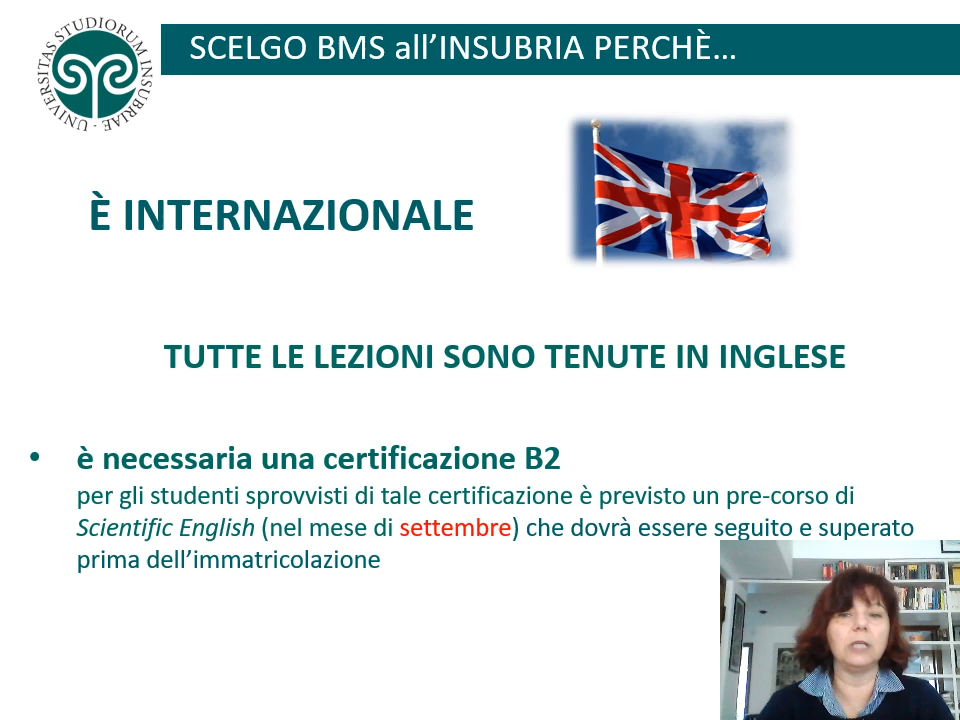 UNIVERSITAS STUDIORUM INSUBRIAE
SCELGO BMS all’INSUBRIA PERCHÈ…
È INTERNAZIONALE
TUTTE LE LEZIONI SONO TENUTE IN INGLESE
• è necessaria una certificazione B2
per gli studenti sprovvisti di tale certificazione è previsto un pre-corso di
Scientific English (nel mese di settembre) che dovrà essere seguito e superato
prima dell’immatricolazione